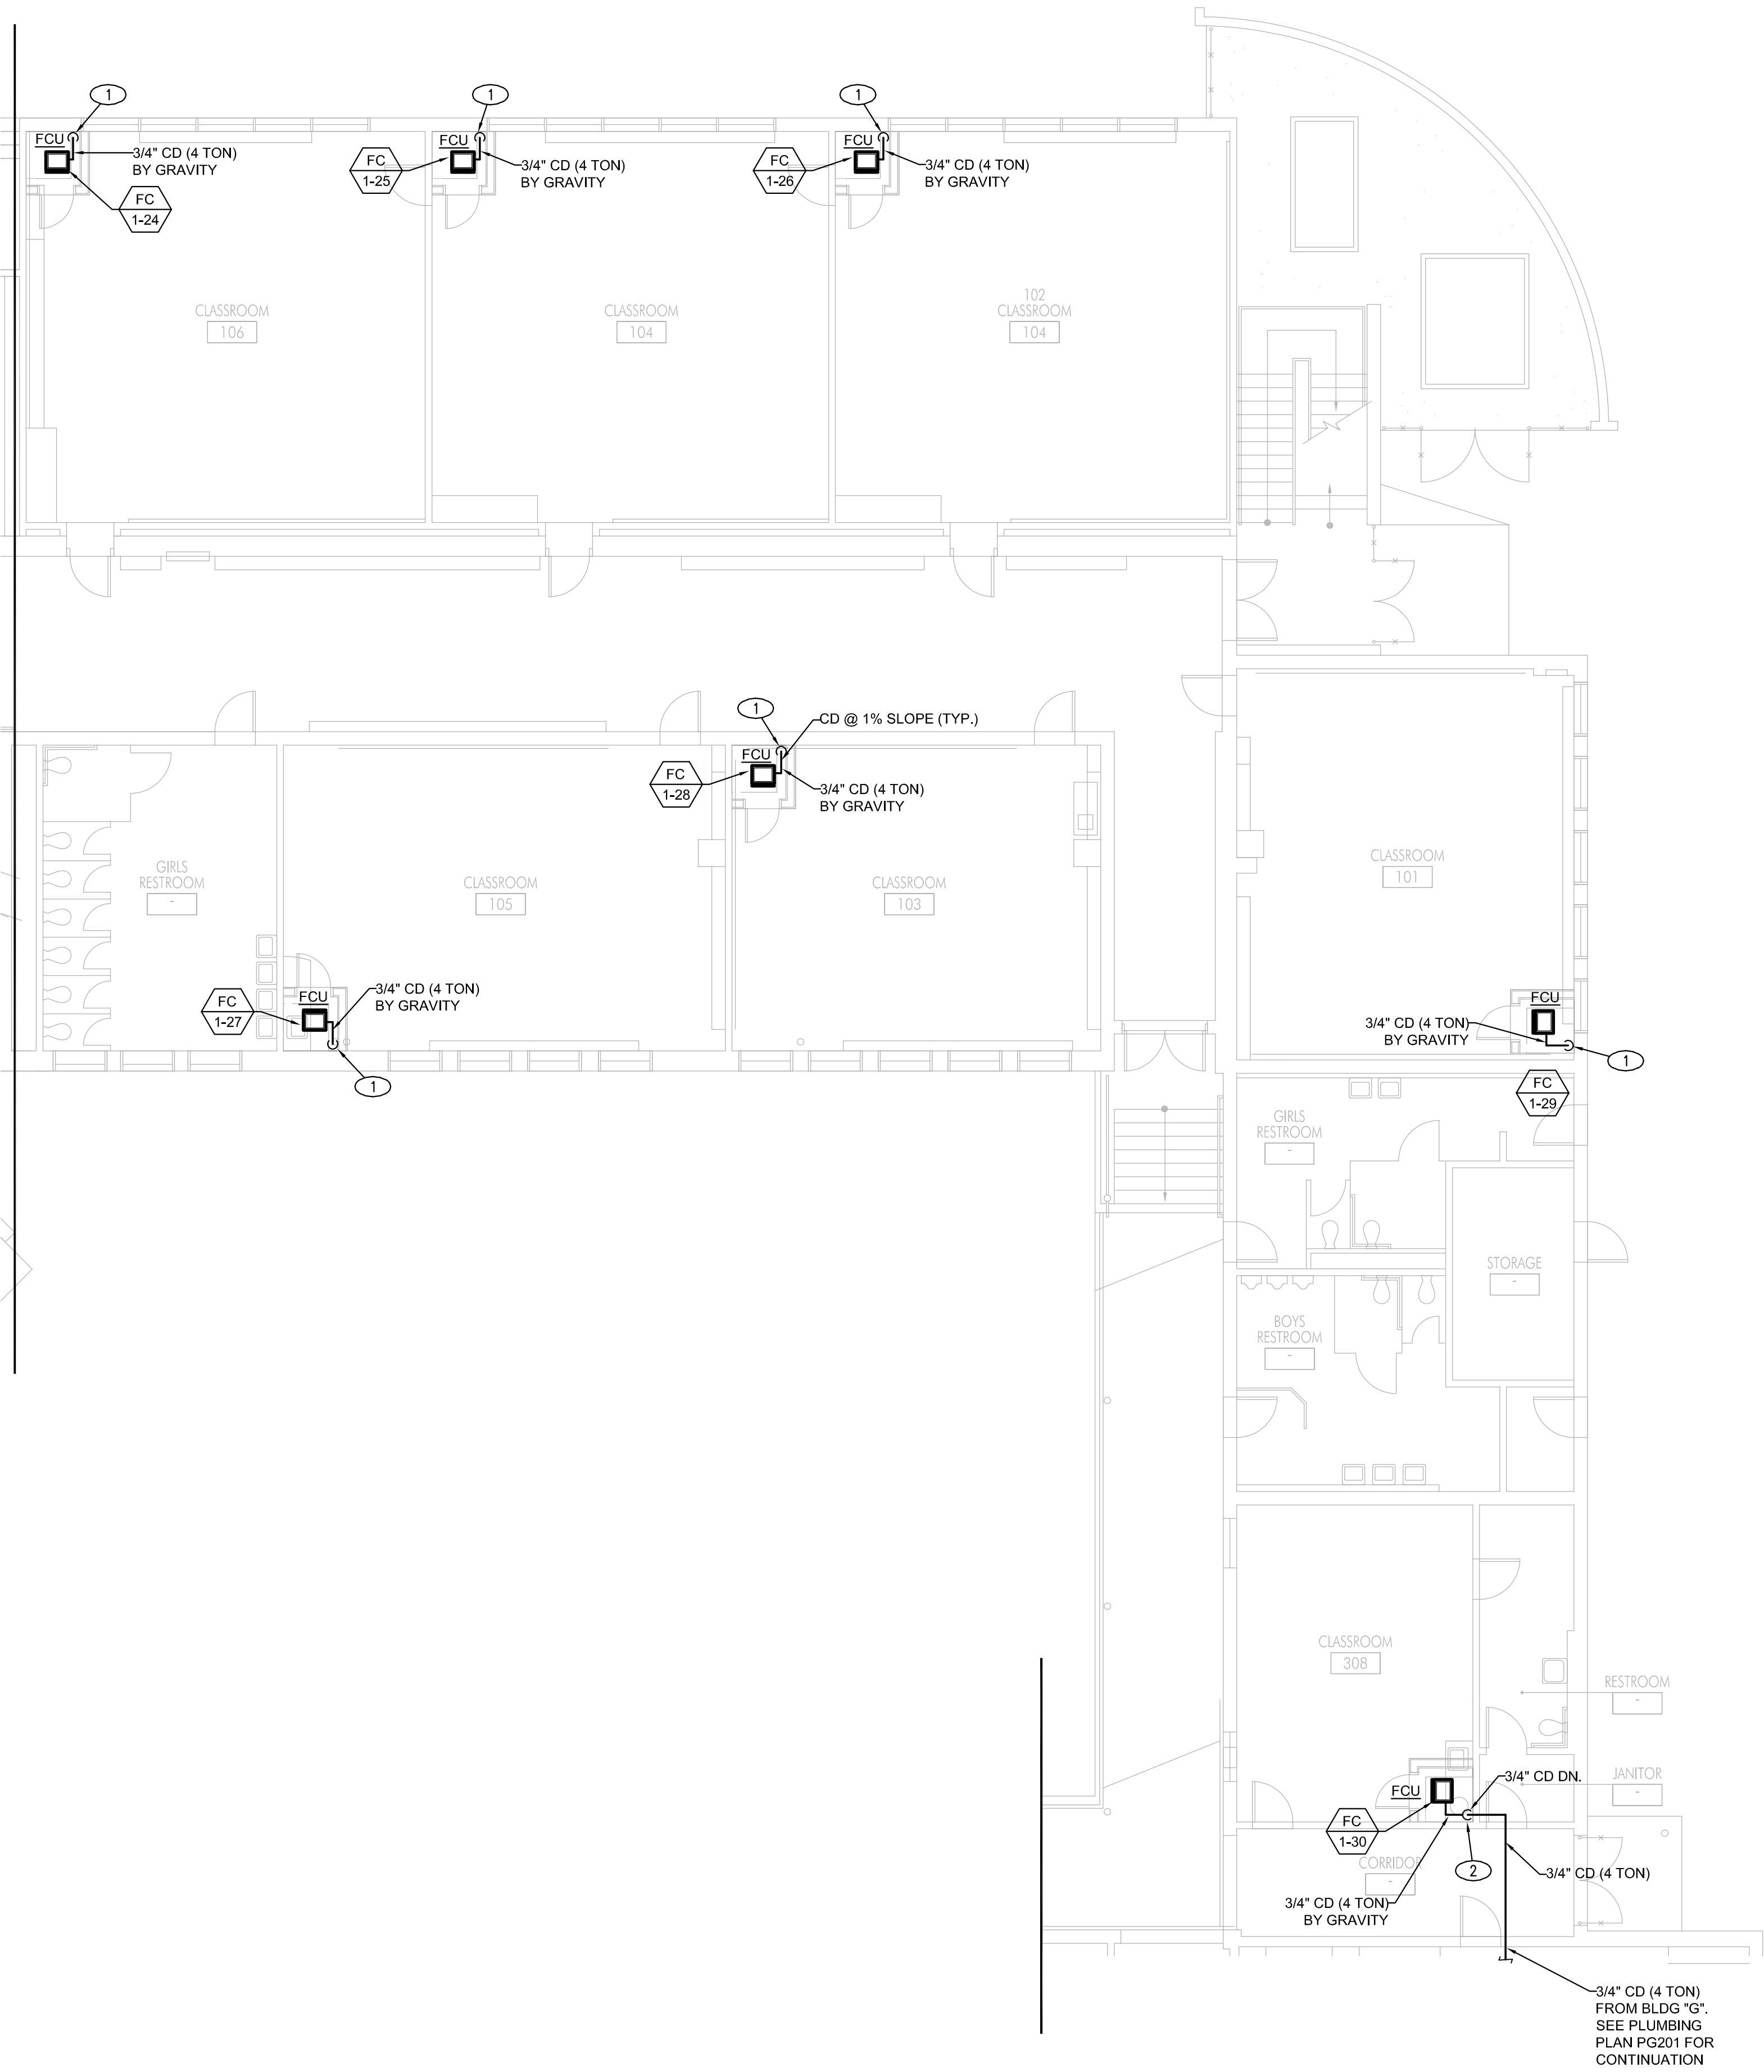 1
1
1
FCU
3/4" CD (4 TON)
BY GRAVITY
FC
1-24
FCU
FC
1-25
3/4" CD (4 TON)
BY GRAVITY
FCU
FC
1-26
3/4" CD (4 TON)
BY GRAVITY
CLASSROOM
106
CLASSROOM
104
102
CLASSROOM
104
1
CD @ 1% SLOPE (TYP.)
FCU
FC
1-28
3/4" CD (4 TON)
BY GRAVITY
GIRLS
RESTROOM
-
CLASSROOM
105
CLASSROOM
103
CLASSROOM
101
FC
1-27
FCU
3/4" CD (4 TON)
BY GRAVITY
1
FCU
3/4" CD (4 TON)
BY GRAVITY
1
FC
1-29
GIRLS
RESTROOM
-
STORAGE
-
BOYS
RESTROOM
-
CLASSROOM
308
RESTROOM
-
JANITOR
-
3/4" CD DN.
FCU
FC
1-30
CORRIDOR
-
2
3/4" CD (4 TON)
3/4" CD (4 TON)
BY GRAVITY
3/4" CD (4 TON)
FROM BLDG "G".
SEE PLUMBING
PLAN PG201 FOR
CONTINUATION